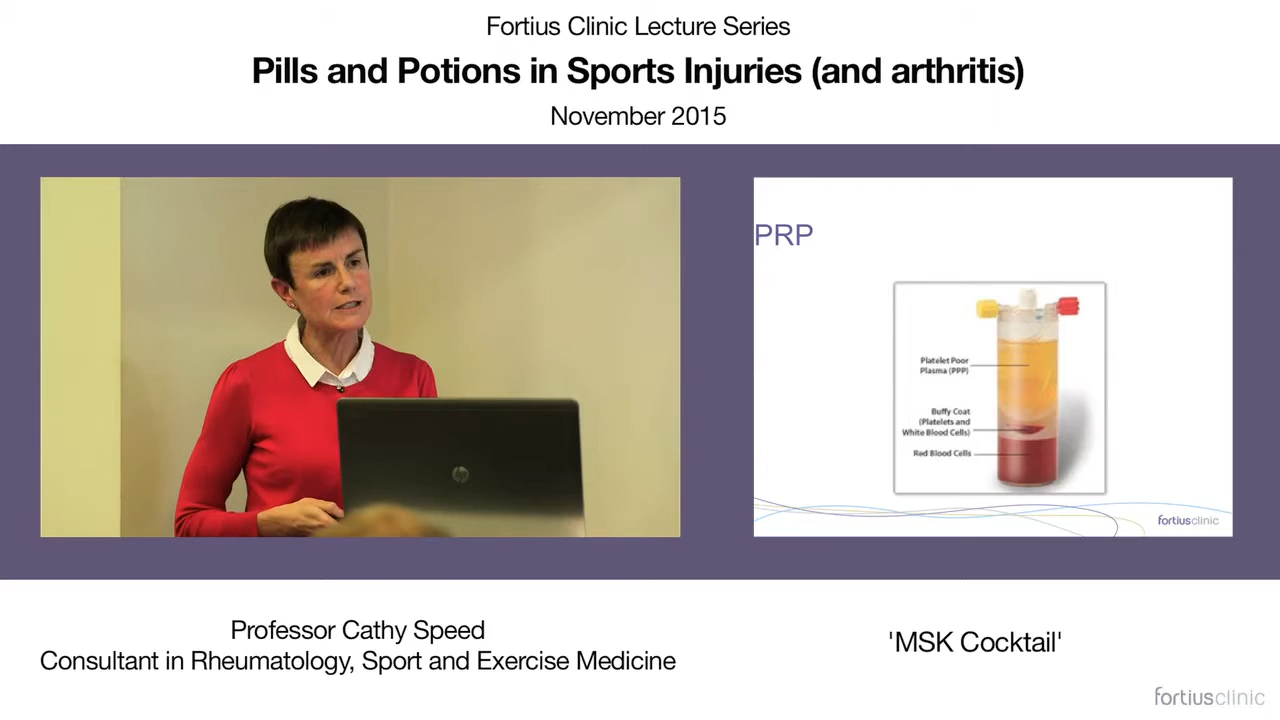 Fortius Clinic Lecture Series
Pills and Potions in Sports Injuries (and arthritis)
November 2015
PRP
Platelet Poor
Plasma (PPP)
Buffy Coat
(Platelets and
White Blood Cells)
Red Blood Cells
fortiusclinic
hp
Professor Cathy Speed
Consultant in Rheumatology, Sport and Exercise Medicine
'MSK Cocktail'
fortiusclinic